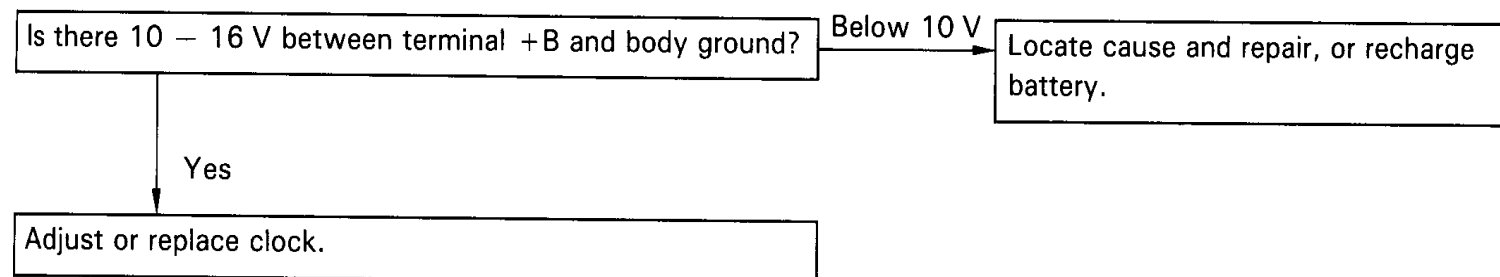 Is there 10 – 16 V between terminal +B and body ground?
Below 10 V
Locate cause and repair, or recharge
battery.
Yes
Adjust or replace clock.